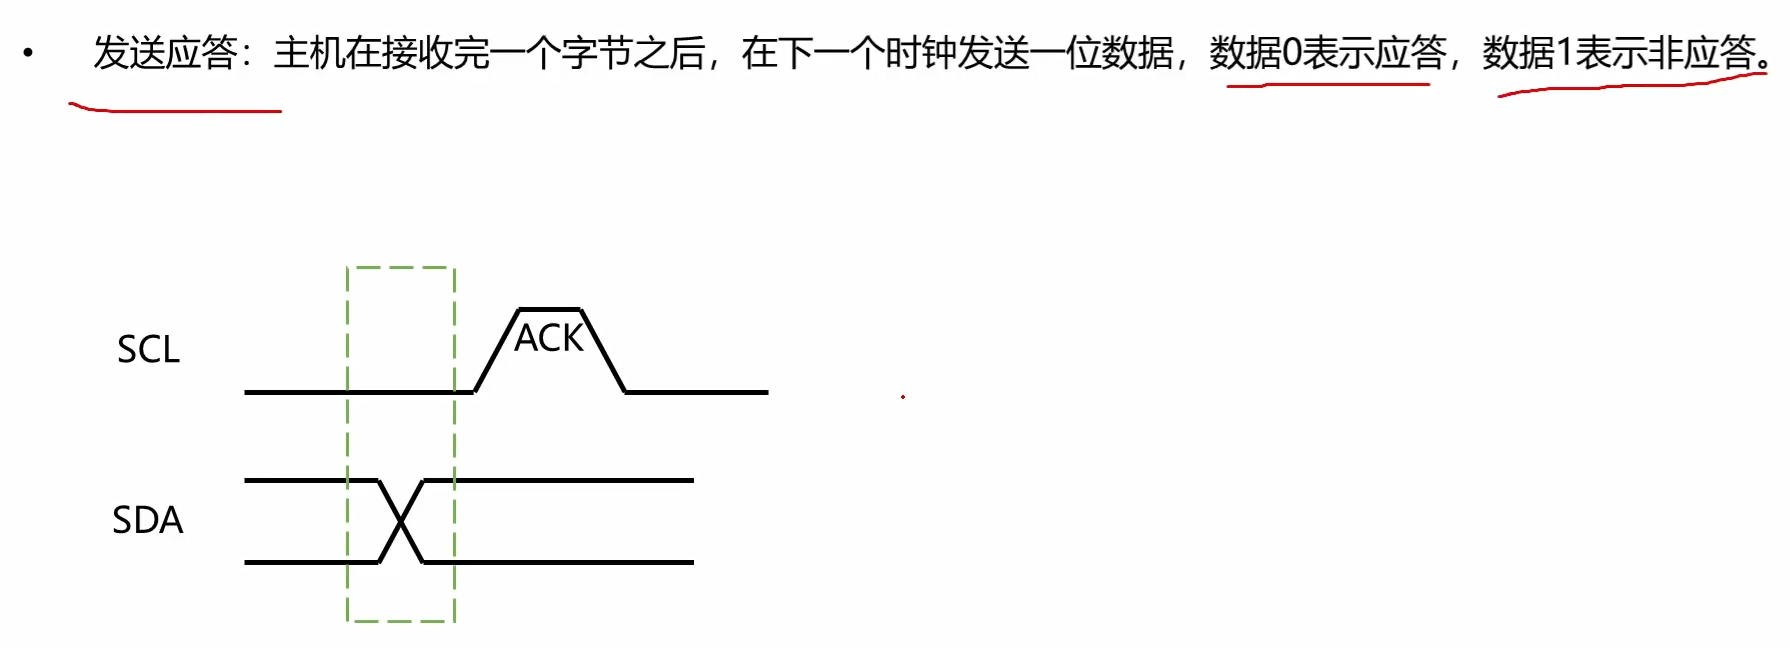 • 发送应答：主机在接收完一个字节之后，在下一个时钟发送一位数据，数据0表示应答，数据1表示非应答。
ACK
SCL
SDA